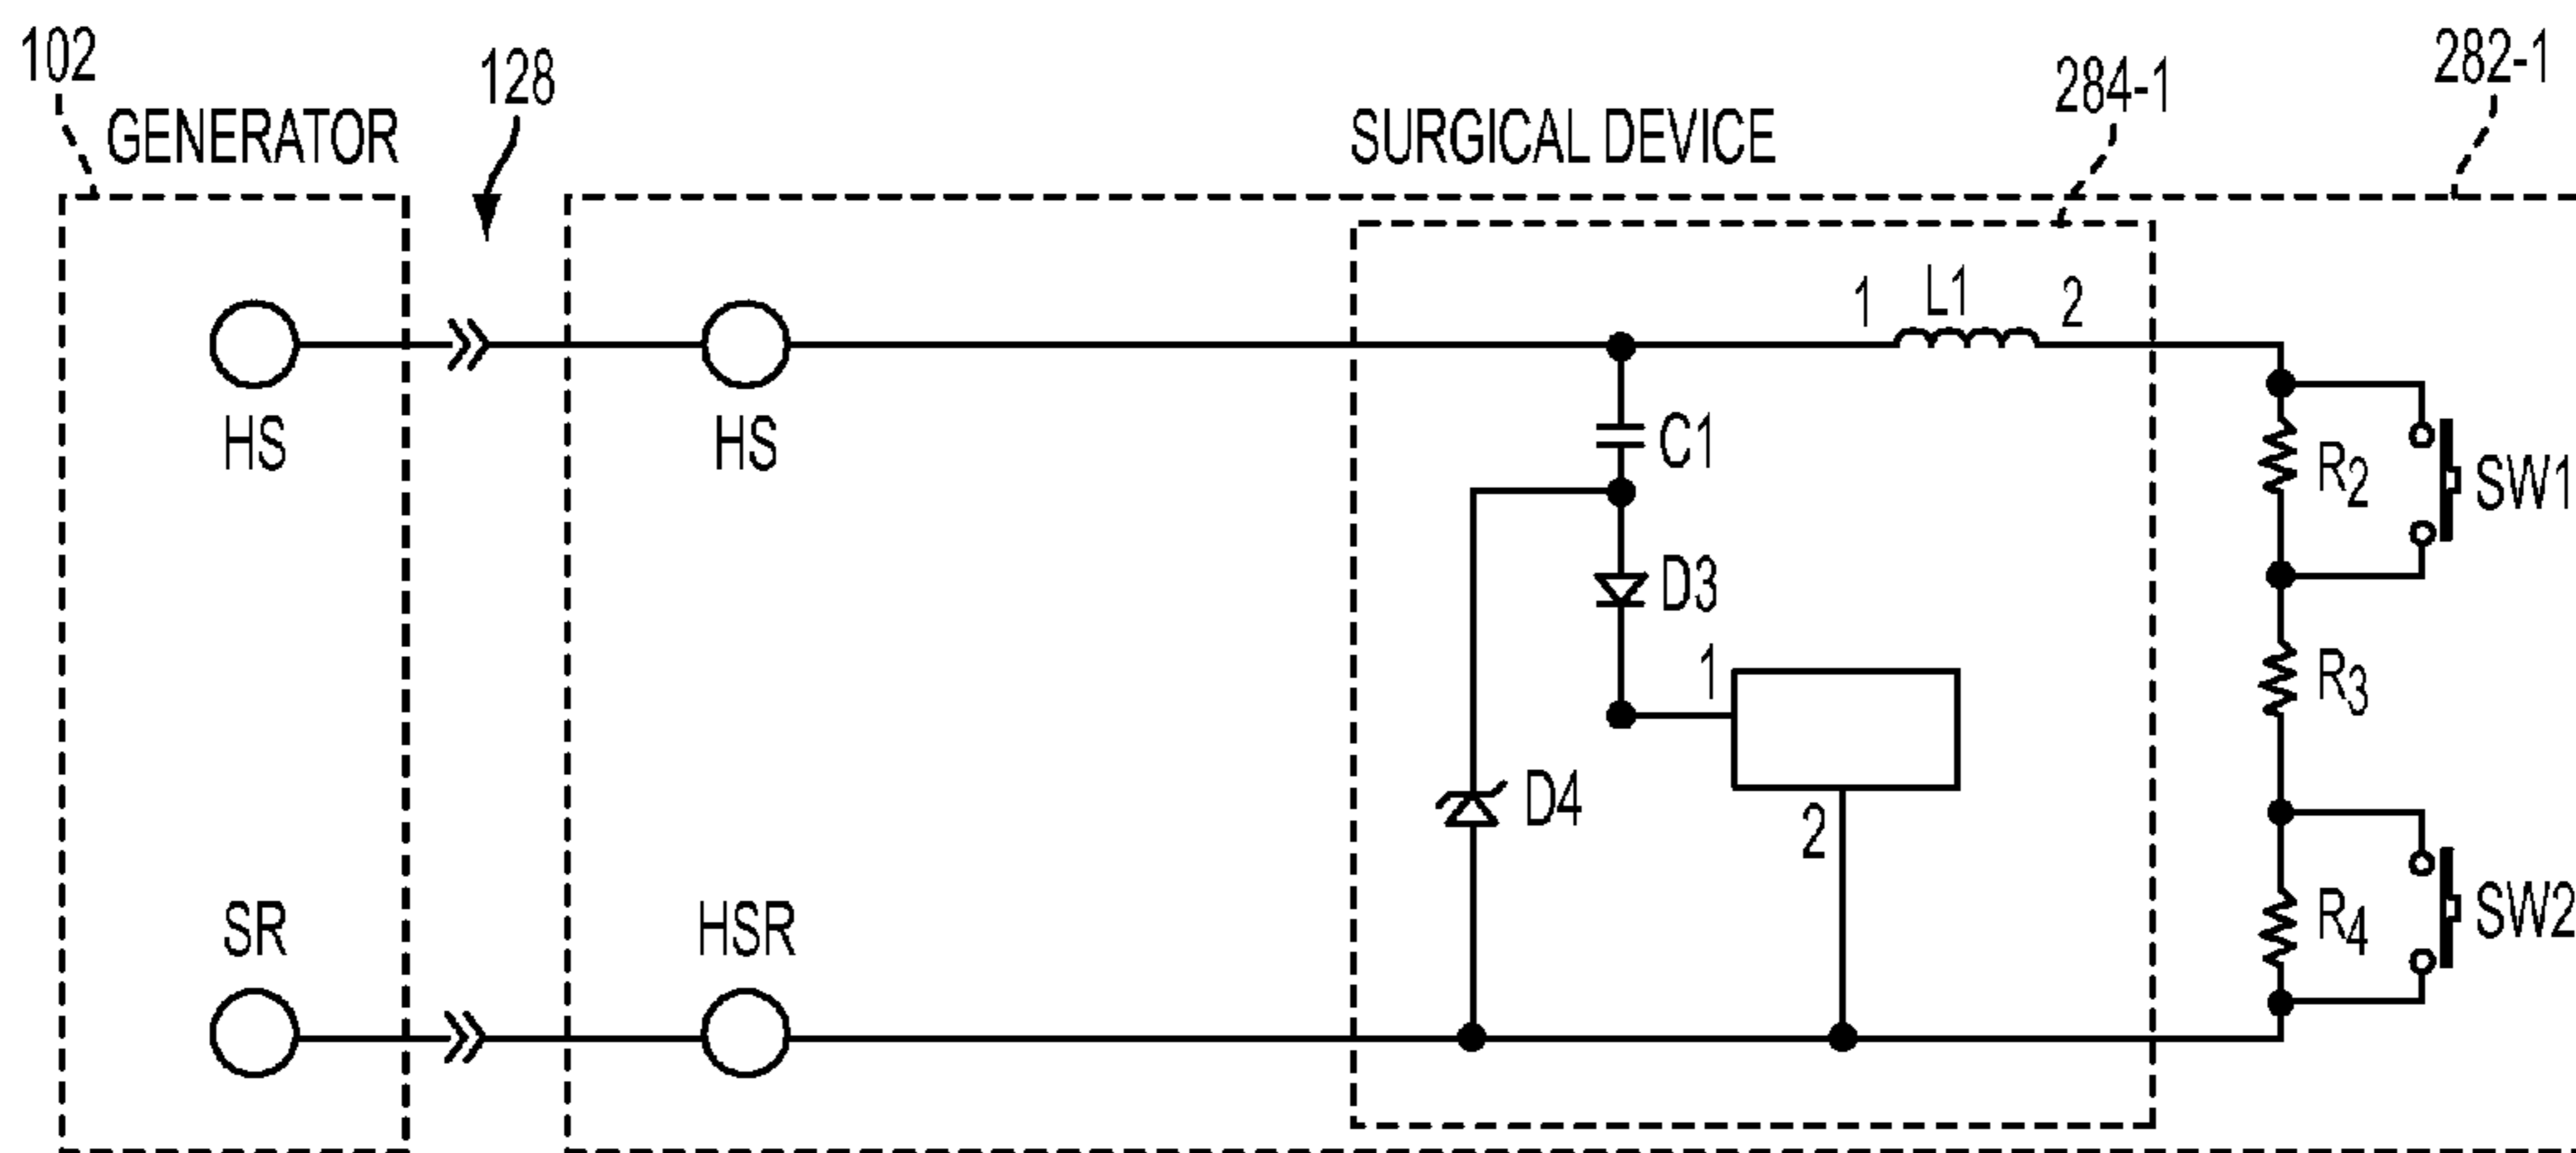 102
GENERATOR
128
SURGICAL DEVICE
284-1
282-1
HS
HS
1
L1
2
C1
R2
SW1
D3
1
R3
D4
2
SR
HSR
R4
SW2